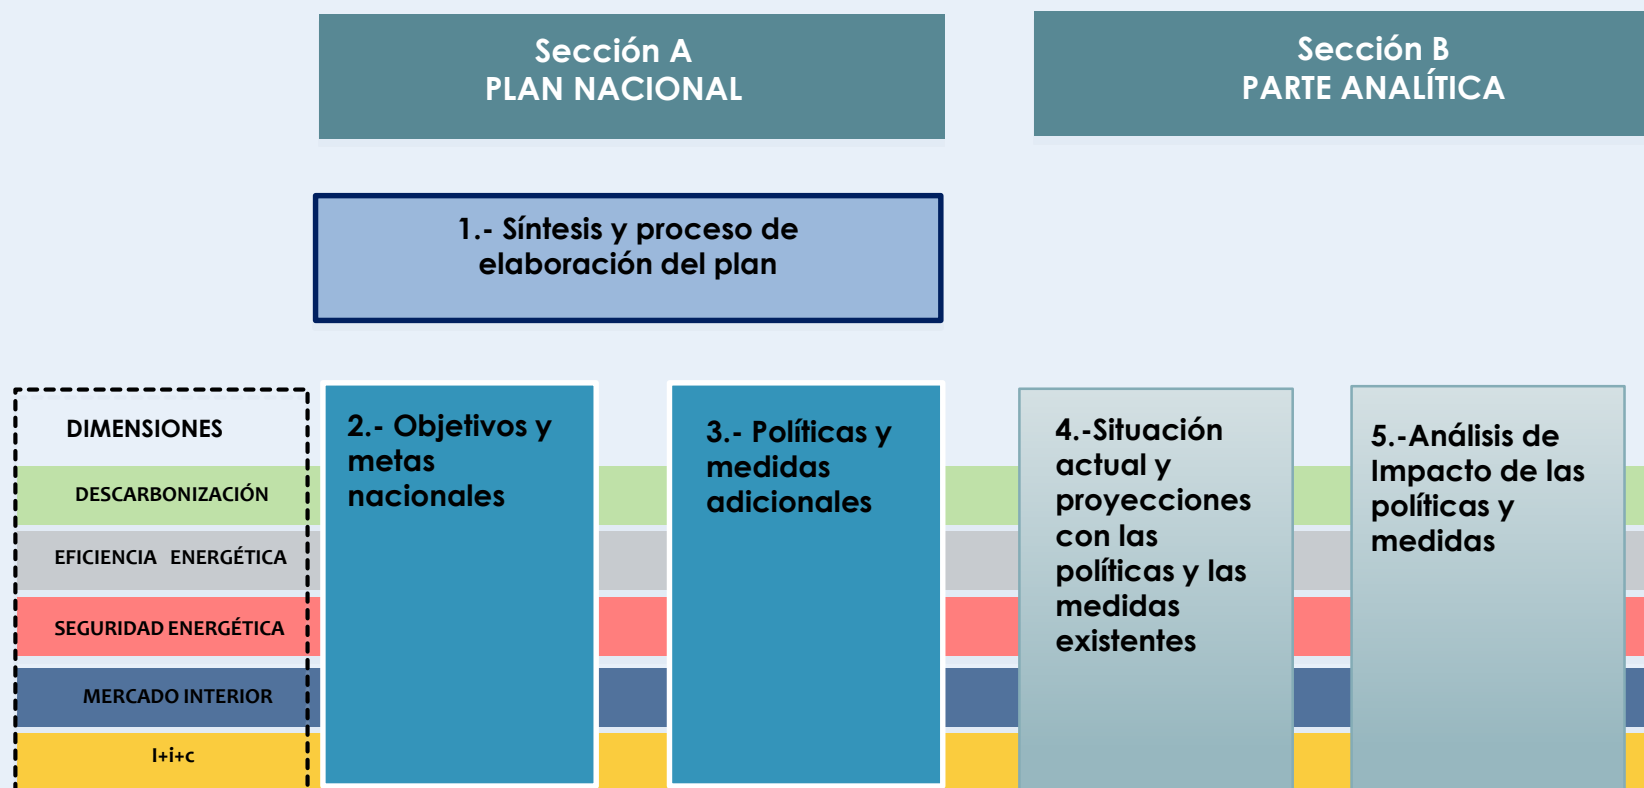 Sección A
PLAN NACIONAL
Sección B
PARTE ANALÍTICA
1.- Síntesis y proceso de
elaboración del plan
DIMENSIONES
DESCARBONIZACIÓN
EFICIENCIA ENERGÉTICA
SEGURIDAD ENERGÉTICA
MERCADO INTERIOR
I+i+c
2.- Objetivos y
metas
nacionales
3.- Políticas y
medidas
adicionales
4.-Situación
actual y
proyecciones
con las
políticas y las
medidas
existentes
5.-Análisis de
Impacto de las
políticas y
medidas